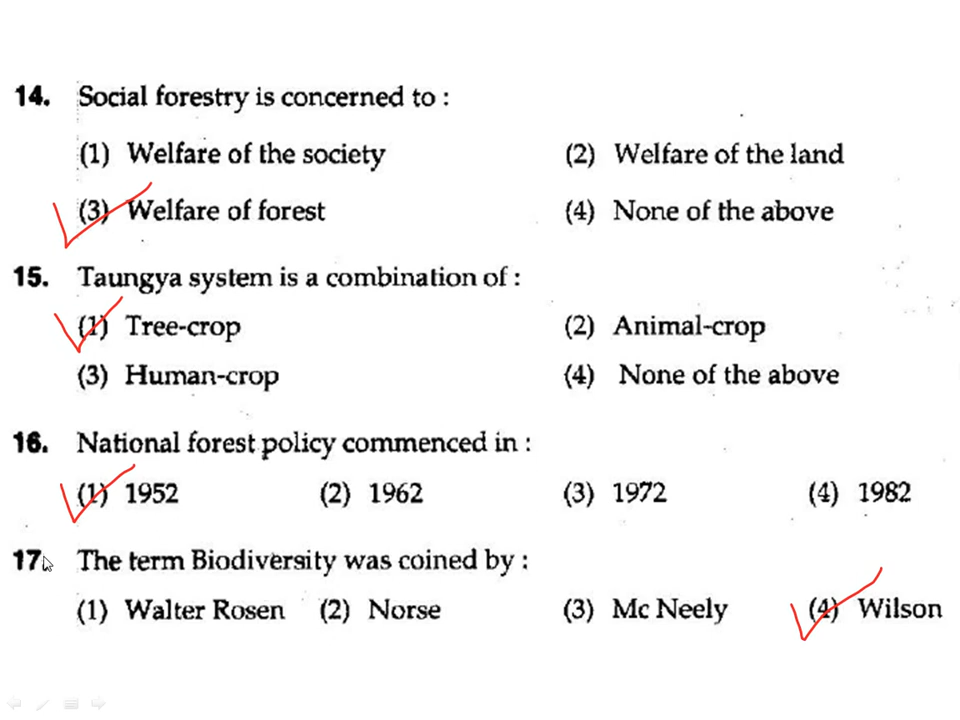 14. Social forestry is concerned to :
(1) Welfare of the society (2) Welfare of the land
(3) Welfare of forest (4) None of the above
15. Taungya system is a combination of :
(1) Tree-crop (2) Animal-crop
(3) Human-crop (4) None of the above
16. National forest policy commenced in :
(1) 1952 (2) 1962 (3) 1972 (4) 1982
17. The term Biodiversity was coined by :
(1) Walter Rosen (2) Norse (3) Mc Neely (4) Wilson